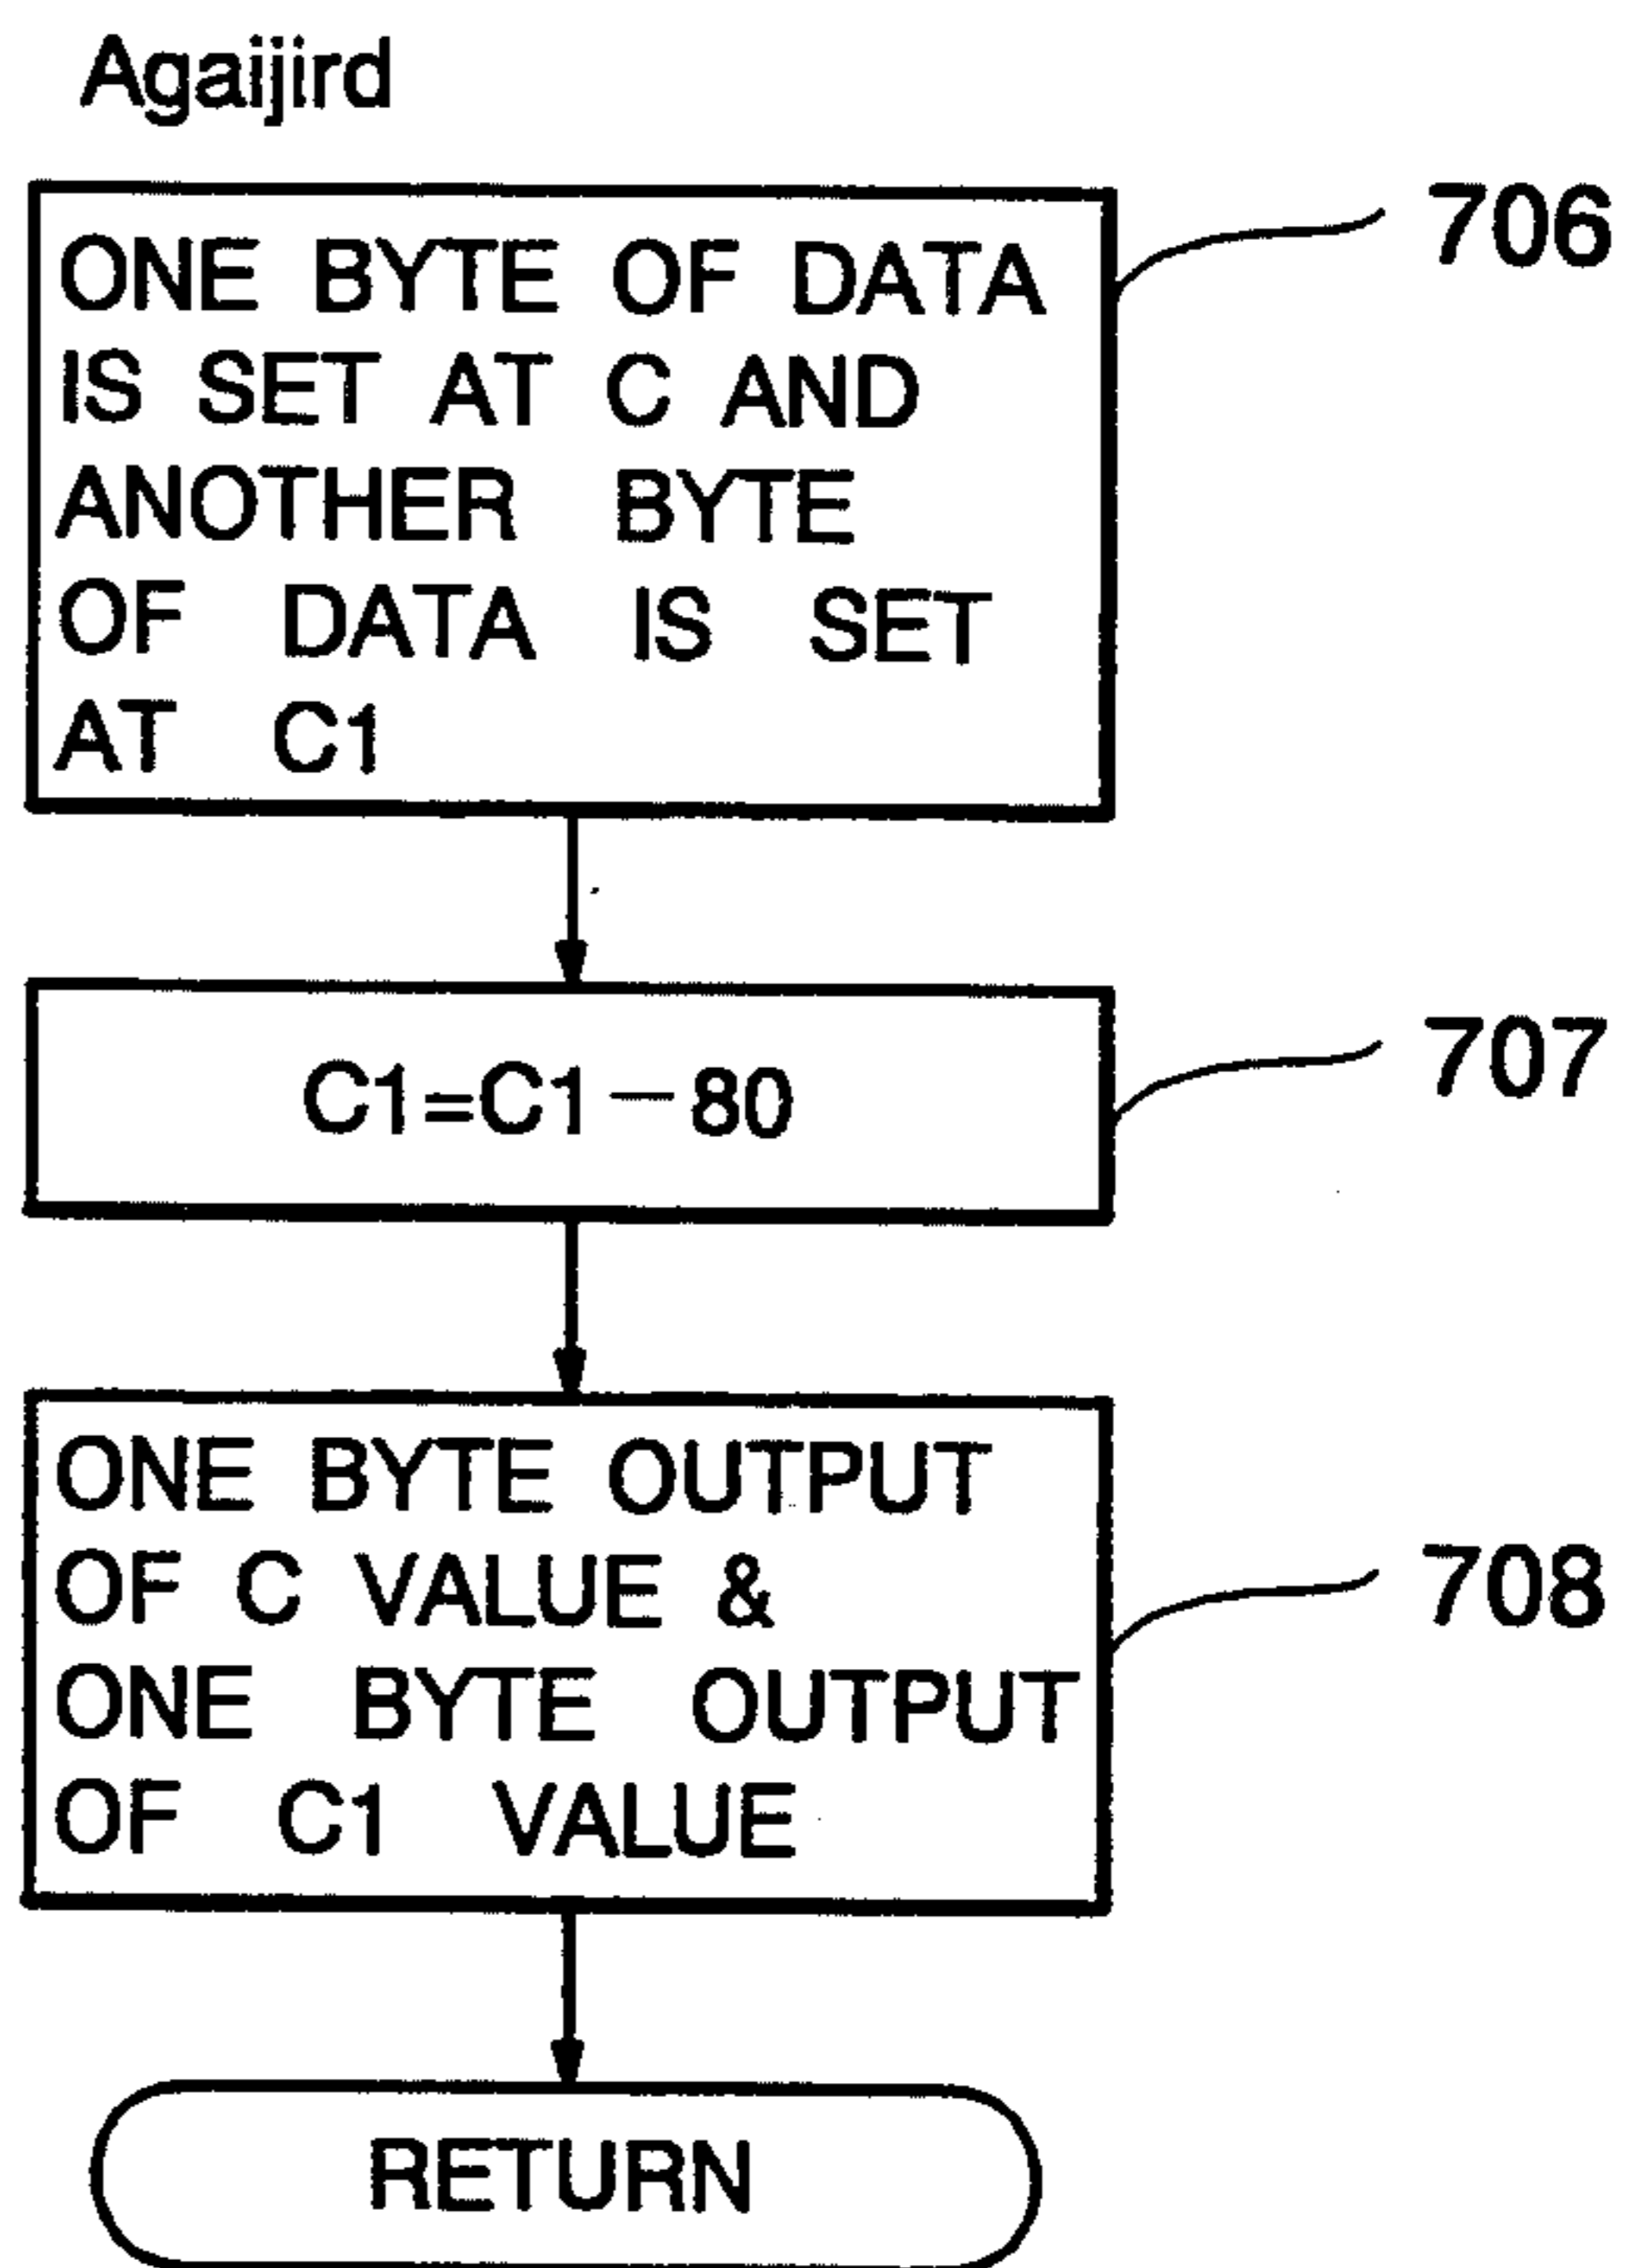 Agaijird
ONE BYTE OF DATA
IS SET AT C AND
ANOTHER BYTE
OF DATA IS SET
AT C1
706
C1=C1—80
707
ONE BYTE OUTPUT
OF C VALUE &
ONE BYTE OUTPUT
OF C1 VALUE
708
RETURN